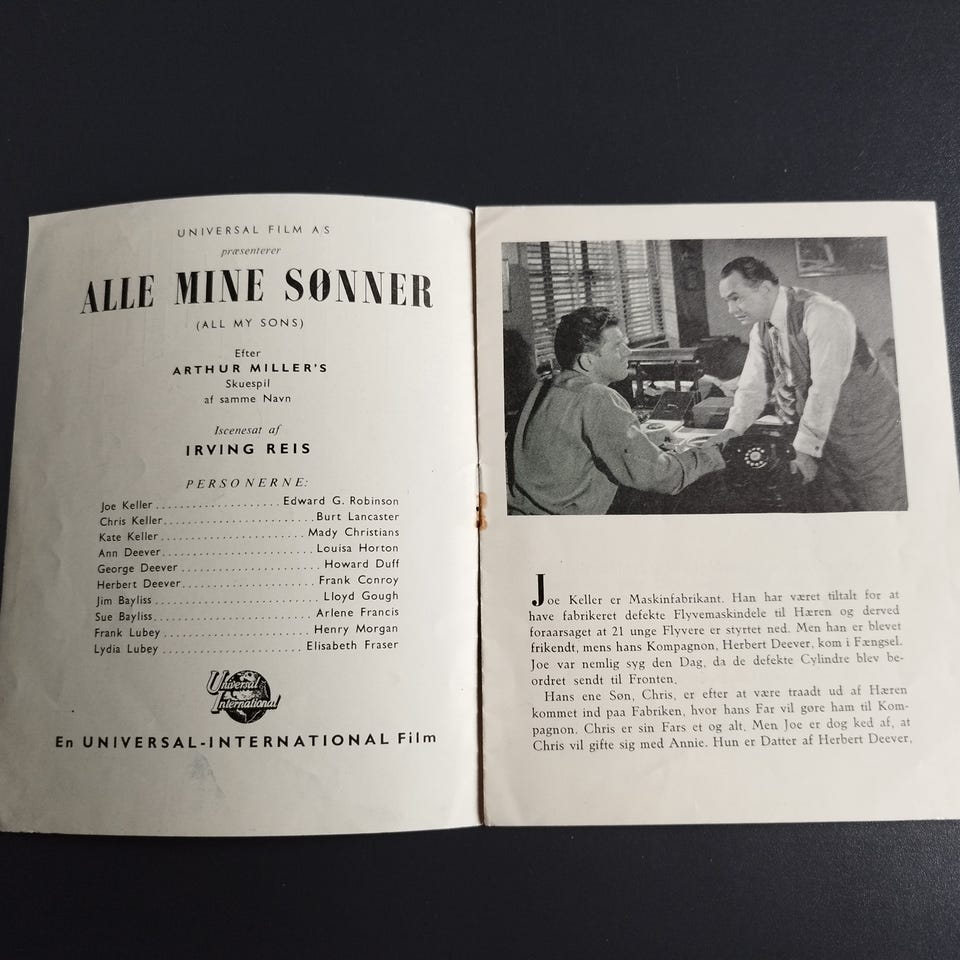 UNIVERSAL FILM A/S
præsenterer
ALLE MINE SØNNER
(ALL MY SONS)
Efter
ARTHUR MILLER'S
Skuespil
af samme Navn
Iscenesat af
IRVING REIS
PERSONERNE:
Joe Keller . . . . . . . . . . . . . . . . . . . . Edward G. Robinson
Chris Keller . . . . . . . . . . . . . . . . . . . . . . . Burt Lancaster
Kate Keller . . . . . . . . . . . . . . . . . . . . . . Mady Christians
Ann Deever . . . . . . . . . . . . . . . . . . . . . . . Louisa Horton
George Deever . . . . . . . . . . . . . . . . . . . . . Howard Duff
Herbert Deever . . . . . . . . . . . . . . . . . . . . Frank Conroy
Jim Bayliss . . . . . . . . . . . . . . . . . . . . . . . . . Lloyd Gough
Sue Bayliss . . . . . . . . . . . . . . . . . . . . . . . Arlene Francis
Frank Lubey . . . . . . . . . . . . . . . . . . . . . . Henry Morgan
Lydia Lubey . . . . . . . . . . . . . . . . . . . . . Elisabeth Fraser
Universal
International
En UNIVERSAL-INTERNATIONAL Film
Joe Keller er Maskinfabrikant. Han har været tiltalt for at
have fabrikeret defekte Flyvemaskindele til Hæren og derved
foraarsaget at 21 unge Flyvere er styrtet ned. Men han er blevet
frikendt, mens hans Kompagnon, Herbert Deever, kom i Fængsel.
Joe var nemlig syg den Dag, da de defekte Cylindre blev be-
ordret sendt til Fronten.
Hans ene Søn, Chris, er efter at være traadt ud af Hæren
kommet ind paa Fabriken, hvor hans Far vil gøre ham til Kom-
pagnon. Chris er sin Fars et og alt. Men Joe er dog ked af, at
Chris vil gifte sig med Annie. Hun er Datter af Herbert Deever,